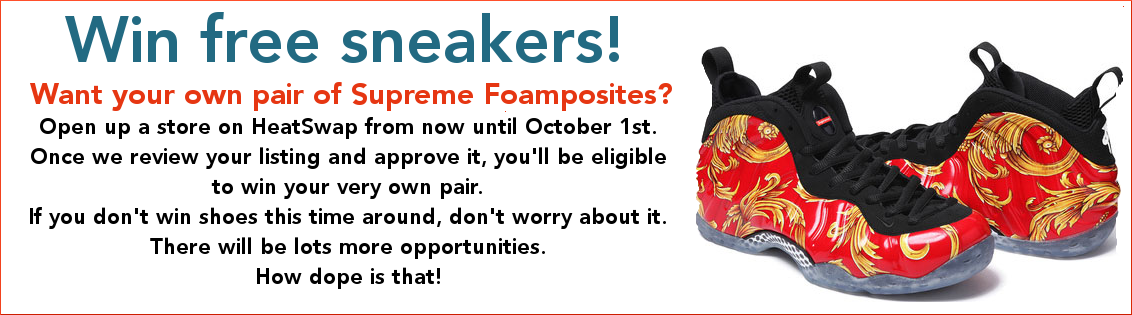 Win free sneakers!
Want your own pair of Supreme Foamposites?
Open up a store on HeatSwap from now until October 1st.
Once we review your listing and approve it, you'll be eligible
to win your very own pair.
If you don't win shoes this time around, don't worry about it.
There will be lots more opportunities.
How dope is that!